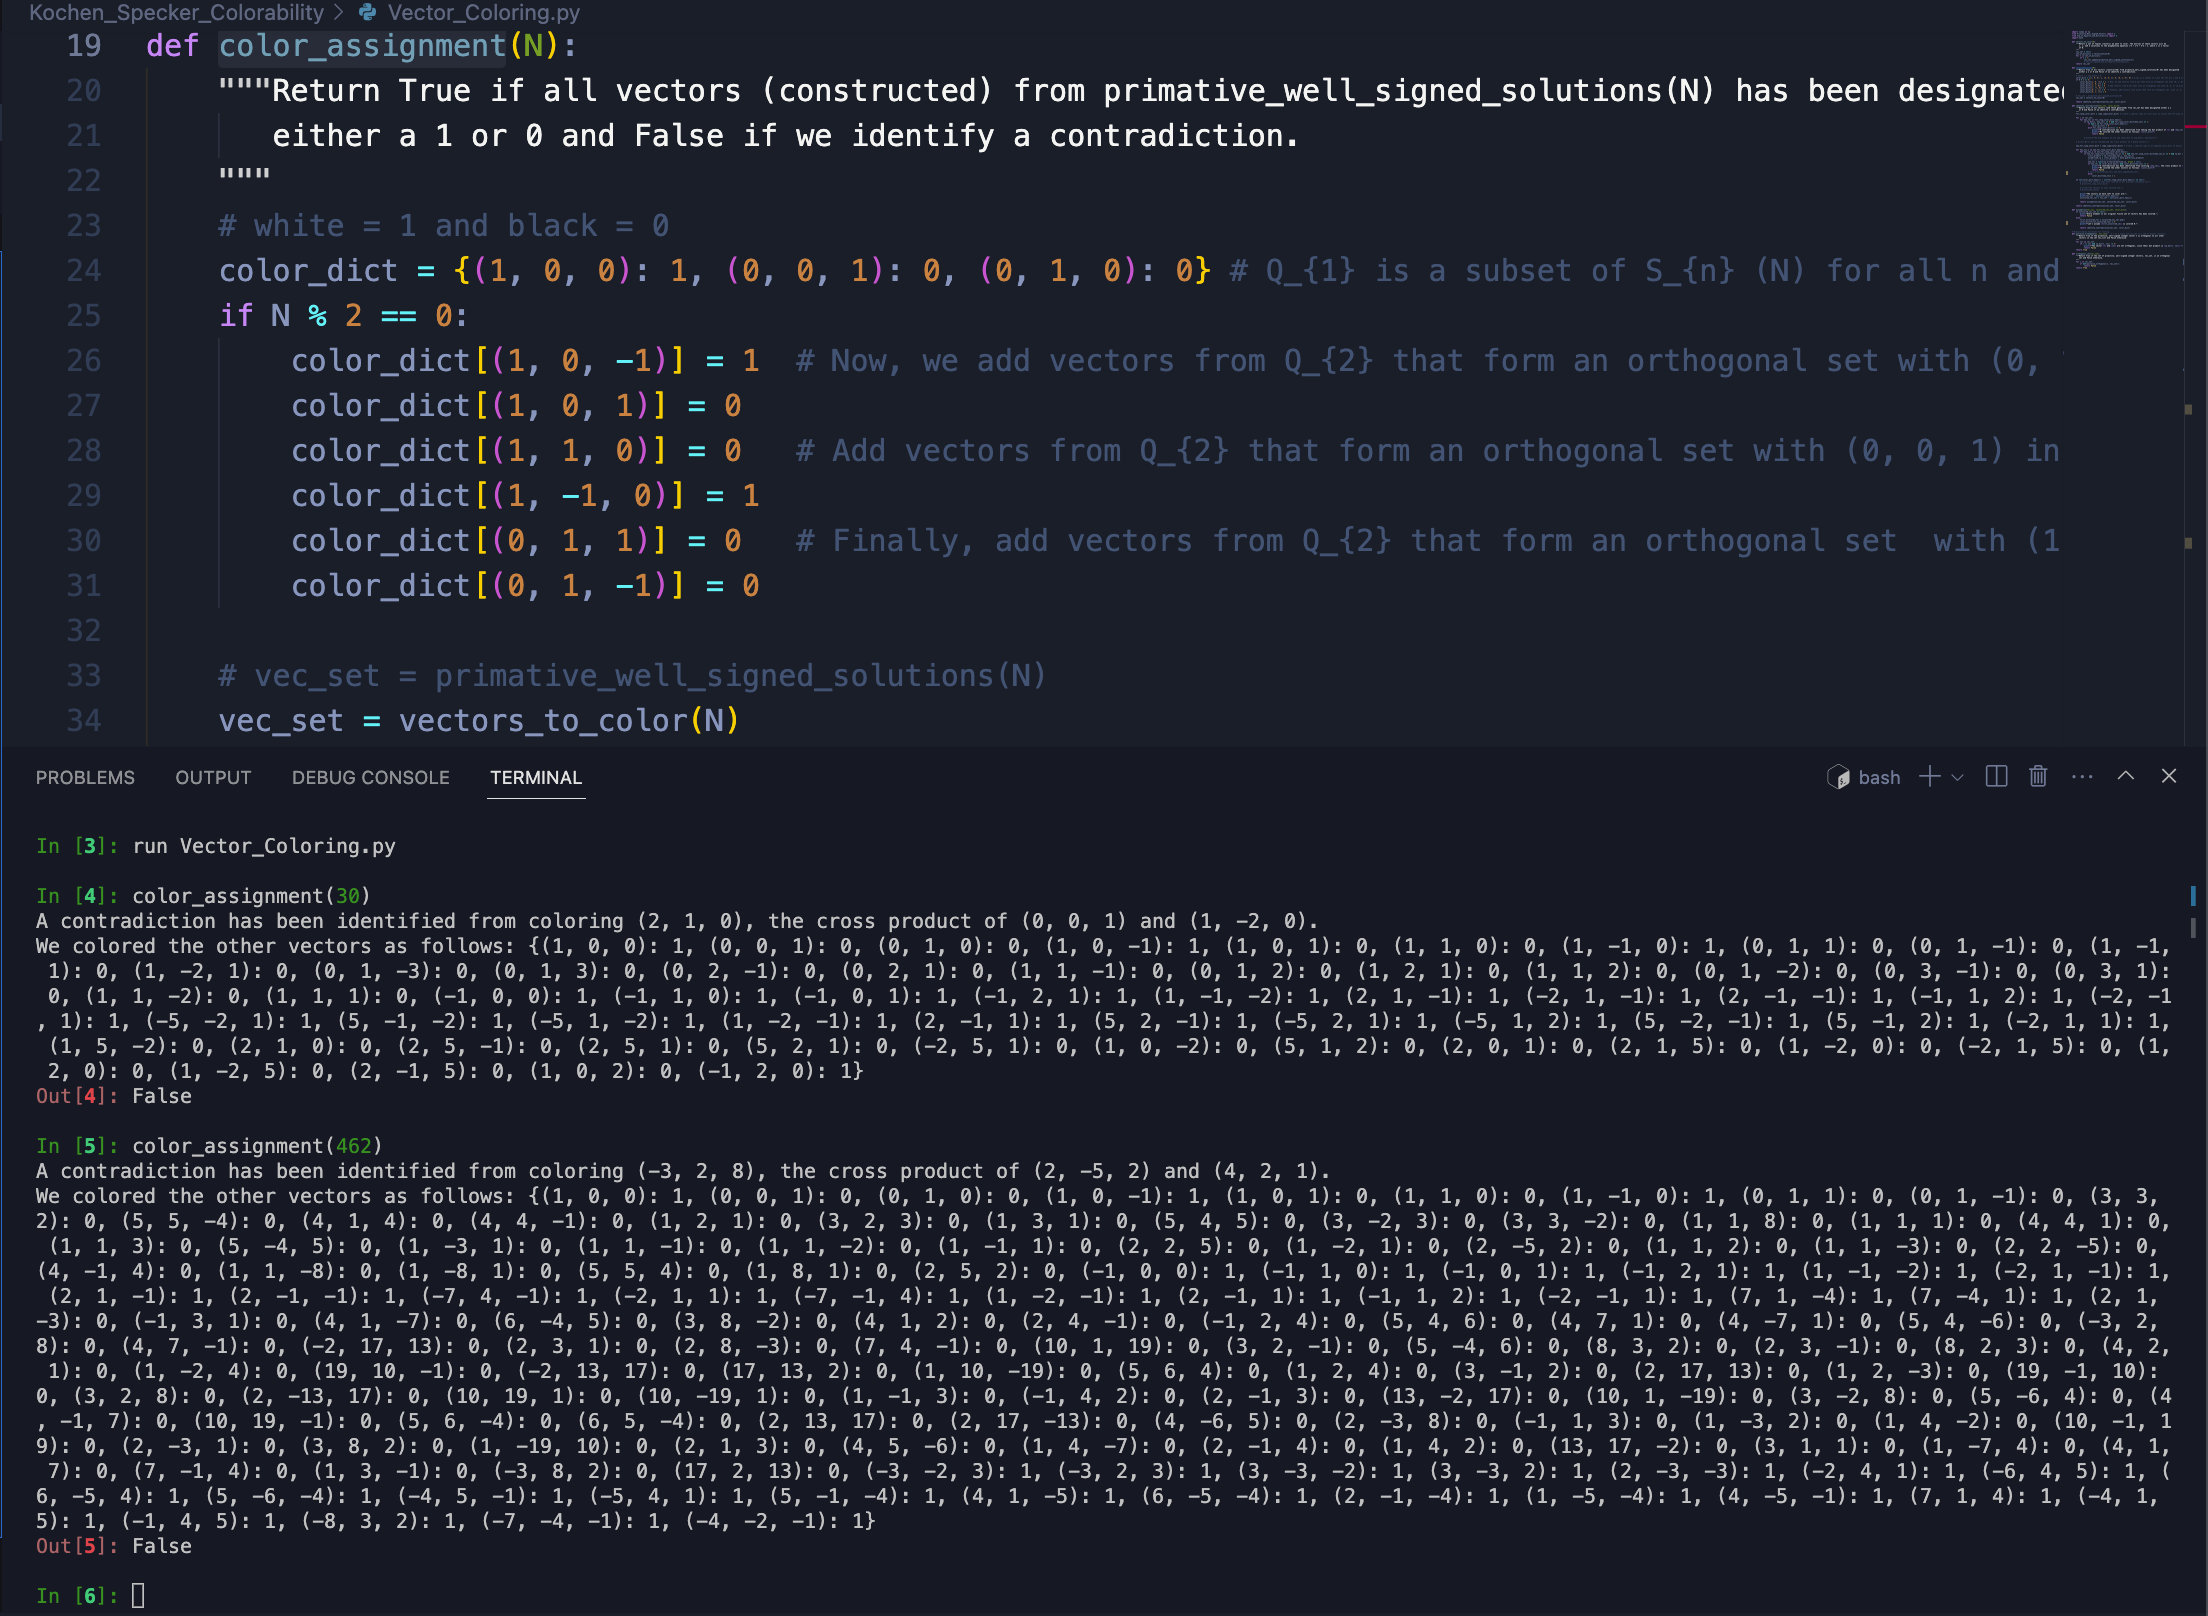 Kochen_Specker_Colorability > Vector_Coloring.py
19 def color_assignment(N):
20 """Return True if all vectors (constructed) from primative_well_signed_solutions(N) has been designated
21 either a 1 or 0 and False if we identify a contradiction.
22 """
23 # white = 1 and black = 0
24 color_dict = {(1, 0, 0): 1, (0, 0, 1): 0, (0, 1, 0): 0} # Q_{1} is a subset of S_{n} (N) for all n and
25 if N % 2 == 0:
26 color_dict[(1, 0, -1)] = 1 # Now, we add vectors from Q_{2} that form an orthogonal set with (0,
27 color_dict[(1, 0, 1)] = 0
28 color_dict[(1, 1, 0)] = 0 # Add vectors from Q_{2} that form an orthogonal set with (0, 0, 1) in
29 color_dict[(1, -1, 0)] = 1
30 color_dict[(0, 1, 1)] = 0 # Finally, add vectors from Q_{2} that form an orthogonal set  with (1
31 color_dict[(0, 1, -1)] = 0
32
33 # vec_set = primative_well_signed_solutions(N)
34 vec_set = vectors_to_color(N)
PROBLEMS OUTPUT DEBUG CONSOLE TERMINAL bash
In [3]: run Vector_Coloring.py
In [4]: color_assignment(30)
A contradiction has been identified from coloring (2, 1, 0), the cross product of (0, 0, 1) and (1, -2, 0).
We colored the other vectors as follows: {(1, 0, 0): 1, (0, 0, 1): 0, (0, 1, 0): 0, (1, 0, -1): 1, (1, 0, 1): 0, (1, 1, 0): 0, (1, -1, 0): 1, (0, 1, 1): 0, (0, 1, -1): 0, (1, -1,
1): 0, (1, -2, 1): 0, (0, 1, -3): 0, (0, 1, 3): 0, (0, 2, -1): 0, (0, 2, 1): 0, (1, 1, -1): 0, (0, 1, 2): 0, (1, 2, 1): 0, (1, 1, 2): 0, (0, 1, -2): 0, (0, 3, -1): 0, (0, 3, 1):
0, (1, 1, -2): 0, (1, 1, 1): 0, (-1, 0, 0): 1, (-1, 1, 0): 1, (-1, 0, 1): 1, (-1, 2, 1): 1, (1, -1, -2): 1, (2, 1, -1): 1, (-2, 1, -1): 1, (2, -1, -1): 1, (-1, 1, 2): 1, (-2, -1
, 1): 1, (-5, -2, 1): 1, (5, -1, -2): 1, (-5, 1, -2): 1, (1, -2, -1): 1, (2, -1, 1): 1, (5, 2, -1): 1, (-5, 2, 1): 1, (-5, 1, 2): 1, (5, -2, -1): 1, (5, -1, 2): 1, (-2, 1, 1): 1,
(1, 5, -2): 0, (2, 1, 0): 0, (2, 5, -1): 0, (2, 5, 1): 0, (5, 2, 1): 0, (-2, 5, 1): 0, (1, 0, -2): 0, (5, 1, 2): 0, (2, 0, 1): 0, (2, 1, 5): 0, (1, -2, 0): 0, (-2, 1, 5): 0, (1,
2, 0): 0, (1, -2, 5): 0, (2, -1, 5): 0, (1, 0, 2): 0, (-1, 2, 0): 1}
Out[4]: False
In [5]: color_assignment(462)
A contradiction has been identified from coloring (-3, 2, 8), the cross product of (2, -5, 2) and (4, 2, 1).
We colored the other vectors as follows: {(1, 0, 0): 1, (0, 0, 1): 0, (0, 1, 0): 0, (1, 0, -1): 1, (1, 0, 1): 0, (1, 1, 0): 0, (1, -1, 0): 1, (0, 1, 1): 0, (0, 1, -1): 0, (3, 3,
2): 0, (5, 5, -4): 0, (4, 1, 4): 0, (4, 4, -1): 0, (1, 2, 1): 0, (3, 2, 3): 0, (1, 3, 1): 0, (5, 4, 5): 0, (3, -2, 3): 0, (3, 3, -2): 0, (1, 1, 8): 0, (1, 1, 1): 0, (4, 4, 1): 0,
(1, 1, 3): 0, (5, -4, 5): 0, (1, -3, 1): 0, (1, 1, -1): 0, (1, 1, -2): 0, (1, -1, 1): 0, (2, 2, 5): 0, (1, -2, 1): 0, (2, -5, 2): 0, (1, 1, 2): 0, (1, 1, -3): 0, (2, 2, -5): 0,
(4, -1, 4): 0, (1, 1, -8): 0, (1, -8, 1): 0, (5, 5, 4): 0, (1, 8, 1): 0, (2, 5, 2): 0, (-1, 0, 0): 1, (-1, 1, 0): 1, (-1, 0, 1): 1, (-1, 2, 1): 1, (1, -1, -2): 1, (-2, 1, -1): 1,
(2, 1, -1): 1, (2, -1, -1): 1, (-7, 4, -1): 1, (-2, 1, 1): 1, (-7, -1, 4): 1, (1, -2, -1): 1, (2, -1, 1): 1, (-1, 1, 2): 1, (-2, -1, 1): 1, (7, 1, -4): 1, (7, -4, 1): 1, (2, 1,
-3): 0, (-1, 3, 1): 0, (4, 1, -7): 0, (6, -4, 5): 0, (3, 8, -2): 0, (4, 1, 2): 0, (2, 4, -1): 0, (-1, 2, 4): 0, (5, 4, 6): 0, (4, 7, 1): 0, (4, -7, 1): 0, (5, 4, -6): 0, (-3, 2,
8): 0, (4, 7, -1): 0, (-2, 17, 13): 0, (2, 3, 1): 0, (2, 8, -3): 0, (7, 4, -1): 0, (10, 1, 19): 0, (3, 2, -1): 0, (5, -4, 6): 0, (8, 3, 2): 0, (2, 3, -1): 0, (8, 2, 3): 0, (4, 2,
1): 0, (1, -2, 4): 0, (19, 10, -1): 0, (-2, 13, 17): 0, (17, 13, 2): 0, (1, 10, -19): 0, (5, 6, 4): 0, (1, 2, 4): 0, (3, -1, 2): 0, (2, 17, 13): 0, (1, 2, -3): 0, (19, -1, 10):
0, (3, 2, 8): 0, (2, -13, 17): 0, (10, 19, 1): 0, (10, -19, 1): 0, (1, -1, 3): 0, (-1, 4, 2): 0, (2, -1, 3): 0, (13, -2, 17): 0, (10, 1, -19): 0, (3, -2, 8): 0, (5, -6, 4): 0, (4
, -1, 7): 0, (10, 19, -1): 0, (5, 6, -4): 0, (6, 5, -4): 0, (2, 13, 17): 0, (2, 17, -13): 0, (4, -6, 5): 0, (2, -3, 8): 0, (-1, 1, 3): 0, (1, -3, 2): 0, (1, 4, -2): 0, (10, -1, 1
9): 0, (2, -3, 1): 0, (3, 8, 2): 0, (1, -19, 10): 0, (2, 1, 3): 0, (4, 5, -6): 0, (1, 4, -7): 0, (2, -1, 4): 0, (1, 4, 2): 0, (13, 17, -2): 0, (3, 1, 1): 0, (1, -7, 4): 0, (4, 1,
7): 0, (7, -1, 4): 0, (1, 3, -1): 0, (-3, 8, 2): 0, (17, 2, 13): 0, (-3, -2, 3): 1, (-3, 2, 3): 1, (3, -3, -2): 1, (3, -3, 2): 1, (2, -3, -3): 1, (-2, 4, 1): 1, (-6, 4, 5): 1, (
6, -5, 4): 1, (5, -6, -4): 1, (-4, 5, -1): 1, (-5, 4, 1): 1, (5, -1, -4): 1, (4, 1, -5): 1, (6, -5, -4): 1, (2, -1, -4): 1, (1, -5, -4): 1, (4, -5, -1): 1, (7, 1, 4): 1, (-4, 1,
5): 1, (-1, 4, 5): 1, (-8, 3, 2): 1, (-7, -4, -1): 1, (-4, -2, -1): 1}
Out[5]: False
In [6]: